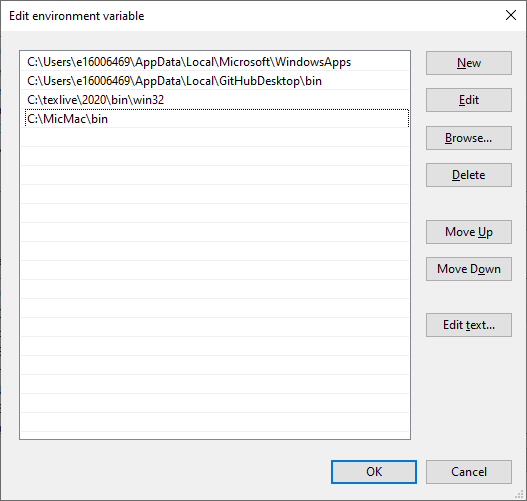 Edit environment variable
C:\Users\e16006469\AppData\Local\Microsoft\WindowsApps
C:\Users\e16006469\AppData\Local\GitHubDesktop\bin
C:\texlive\2020\bin\win32
C:\MicMac\bin
New
Edit
Browse...
Delete
Move Up
Move Down
Edit text...
OK
Cancel